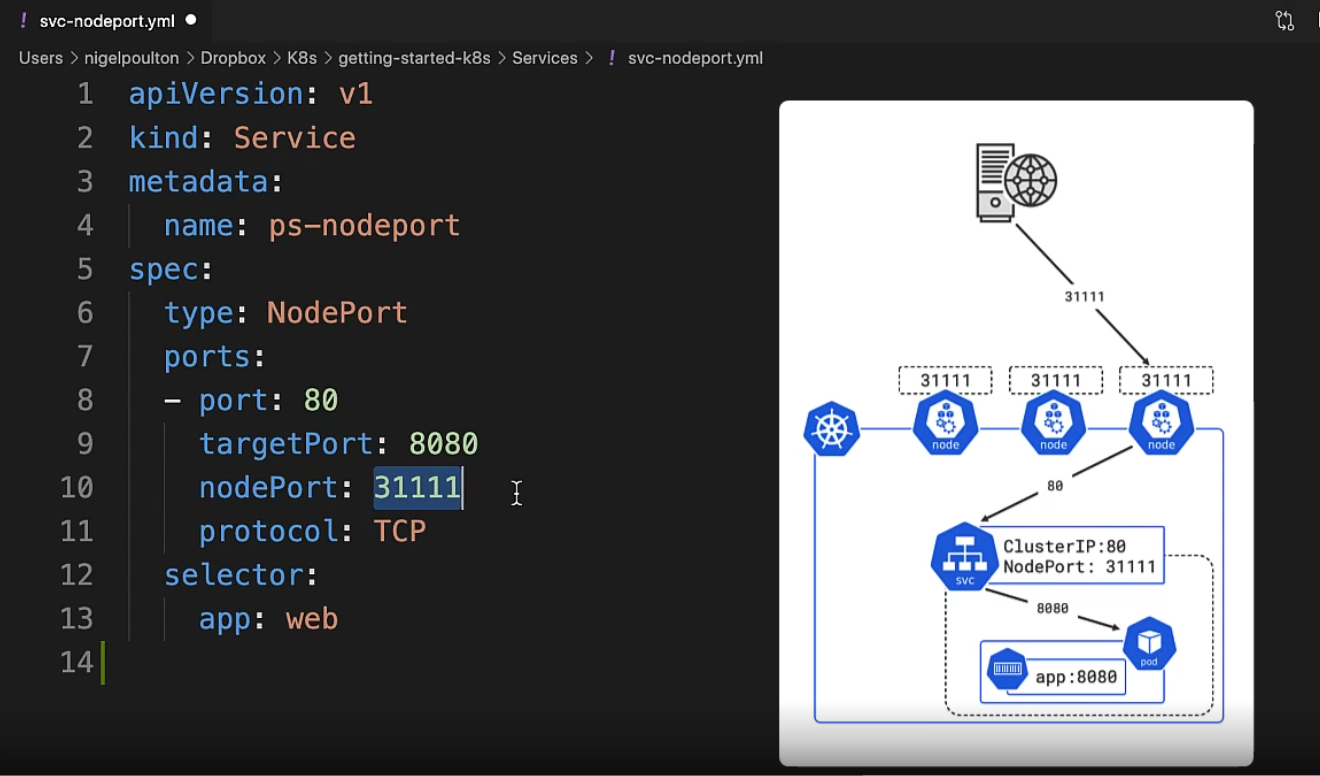 ! svc-nodeport.yml ●
Users > nigelpoulton > Dropbox > K8s > getting-started-k8s > Services > ! svc-nodeport.yml
1 apiVersion: v1
2 kind: Service
3 metadata:
4 name: ps-nodeport
5 spec:
6 type: NodePort
7 ports:
8 - port: 80
9 targetPort: 8080
10 nodePort: 31111
11 protocol: TCP
12 selector:
13 app: web
14
31111
31111 31111 31111
node node node
80
ClusterIP:80
NodePort: 31111
svc
8080
pod
app:8080